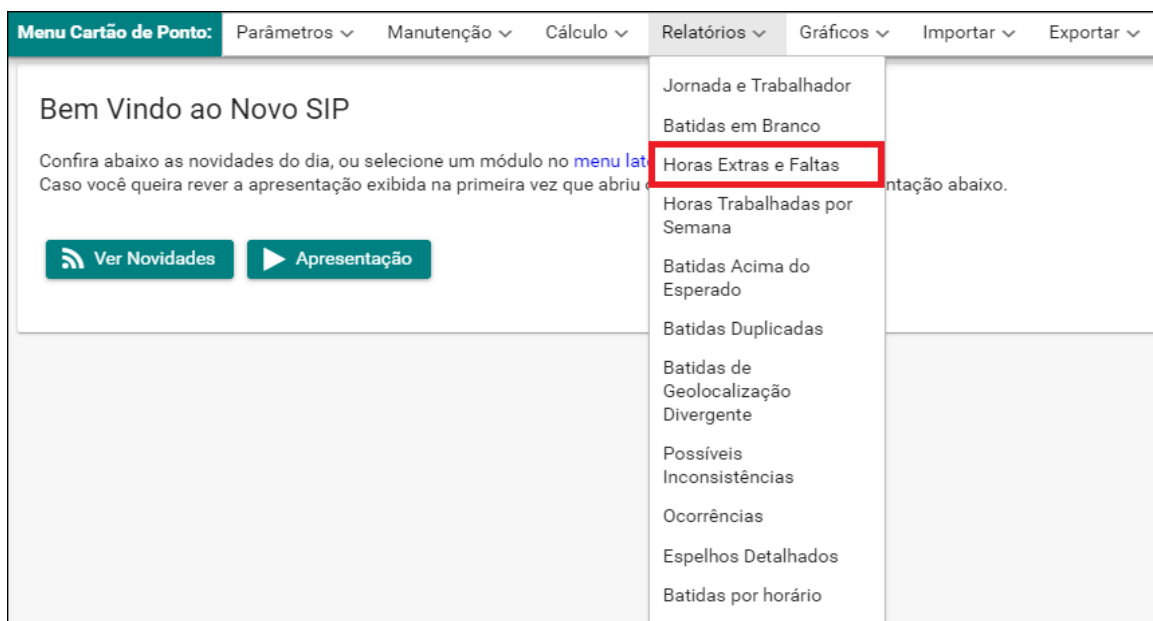 Menu Cartão de Ponto: Parâmetros Manutenção Cálculo Relatórios Gráficos Importar Exportar
Bem Vindo ao Novo SIP
Confira abaixo as novidades do dia, ou selecione um módulo no menu
Caso você queira rever a apresentação exibida na primeira vez que abriu
abaixo.
Ver Novidades Apresentação
Jornada e Trabalhador
Batidas em Branco
Horas Extras e Faltas
Horas Trabalhadas por
Semana
Batidas Acima do
Esperado
Batidas Duplicadas
Batidas de
Geolocalização
Divergente
Possíveis
Inconsistências
Ocorrências
Espelhos Detalhados
Batidas por horário